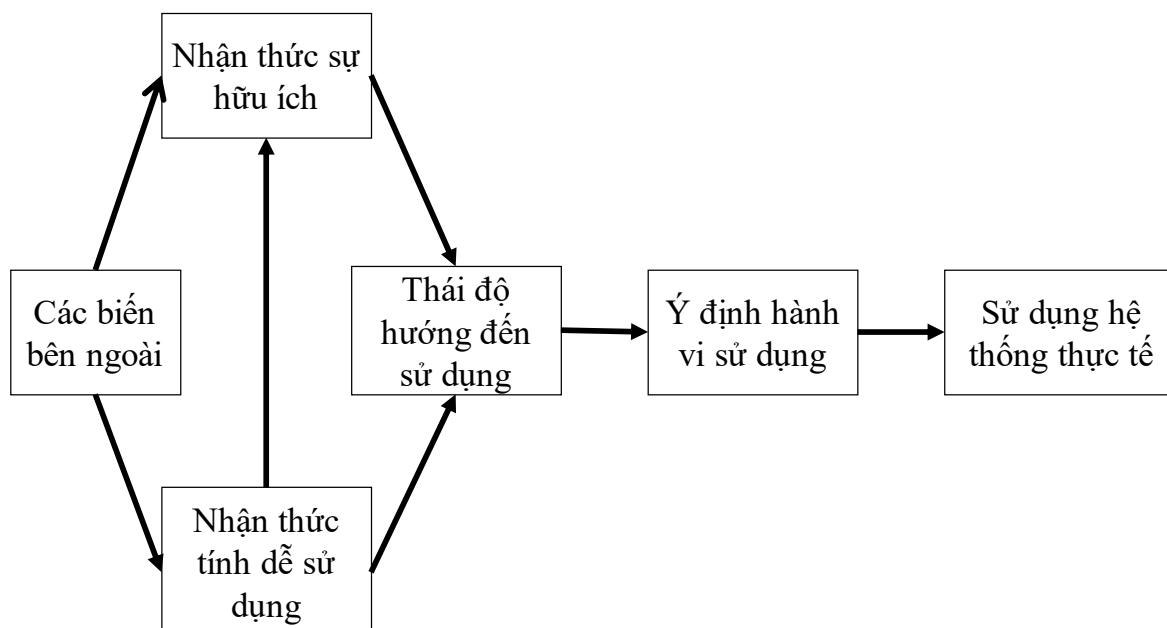 Nhận thức sự
hữu ích
Các biến
bên ngoài
Thái độ
hướng đến
sử dụng
Ý định hành
vi sử dụng
Sử dụng hệ
thống thực tế
Nhận thức
tính dễ sử
dụng